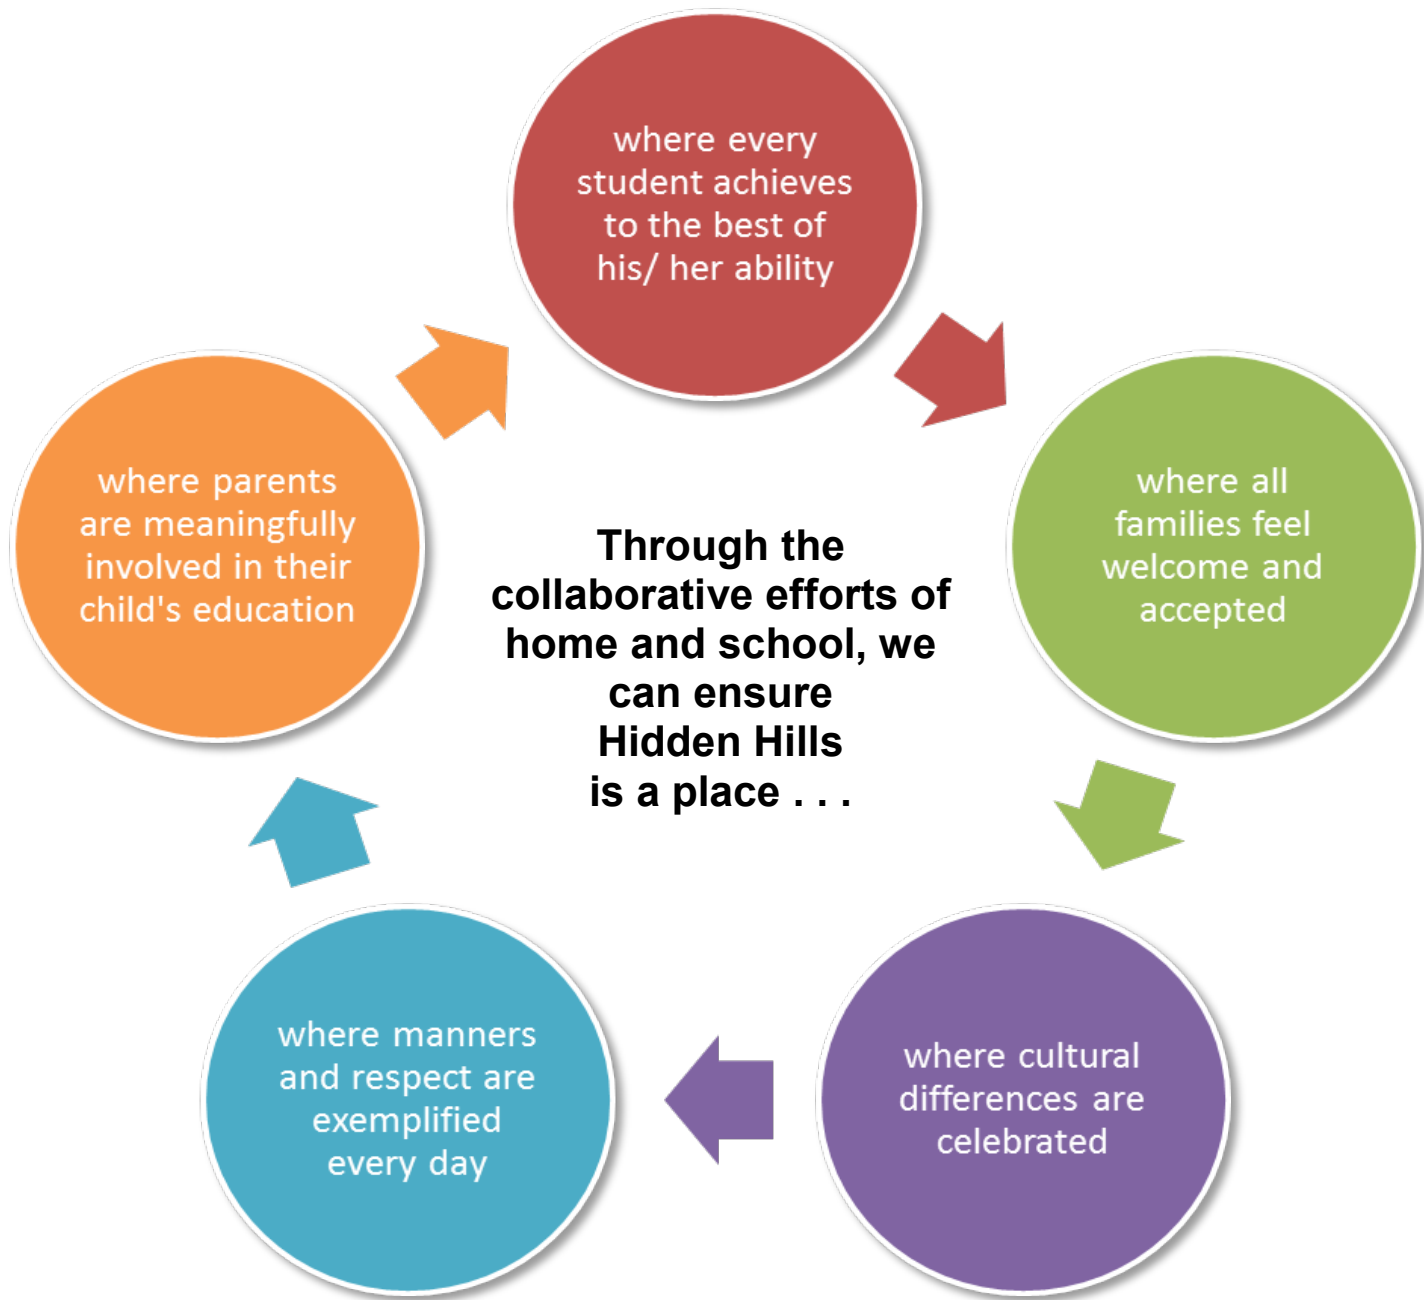 where every
student achieves
to the best of
his/ her ability
where all
families feel
welcome and
accepted
where cultural
differences are
celebrated
where manners
and respect are
exemplified
every day
where parents
are meaningfully
involved in their
child's education
Through the
collaborative efforts of
home and school, we
can ensure
Hidden Hills
is a place . . .